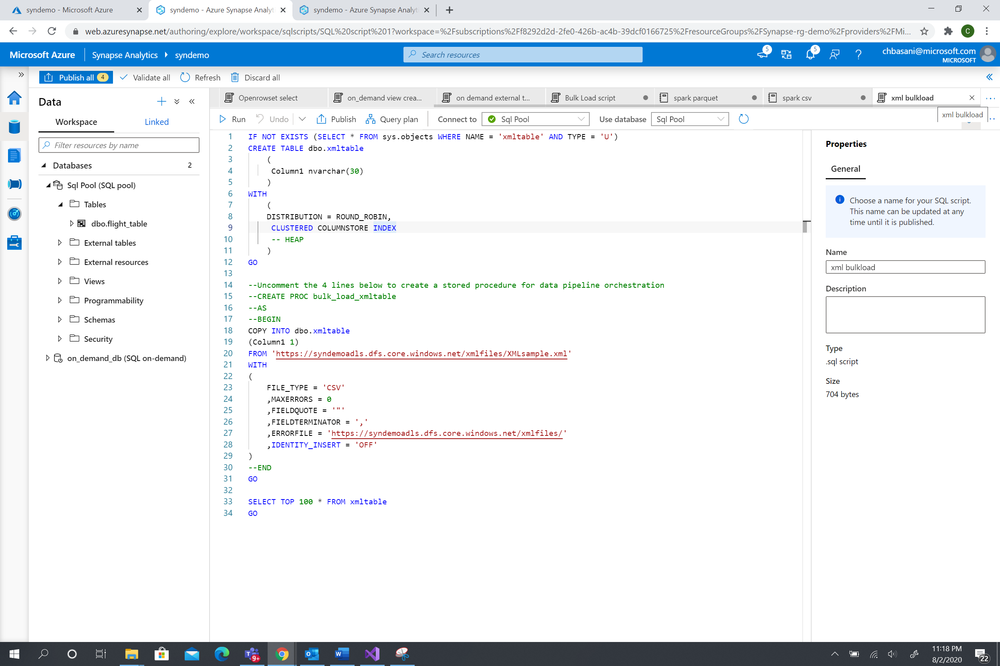 syndemo - Microsoft Azure
syndemo - Azure Synapse Analyt
syndemo - Azure Synapse Analyt
web.azuresynapse.net/authoring/explore/workspace/sqlscripts/SQL%20script%201?workspace=%2Fsubscriptions%2Ff8292d2d-2fe0-426b-ac4b-39dcf0166725%2FresourceGroups%2FSynapse-rg-demo%2Fproviders%2FMi...
C
Microsoft Azure
Synapse Analytics
syndemo
Search resources
5
5
chbasani@microsoft.com
MICROSOFT
Publish all 4
Validate all
Refresh
Discard all
Data
Workspace
Linked
Filter resources by name
Databases 2
Sql Pool (SQL pool)
Tables
dbo.flight_table
External tables
External resources
Views
Programmability
Schemas
Security
on_demand_db (SQL on-demand)
Openrowset select
on_demand view crea...
on demand external t...
Bulk Load script
spark parquet
spark csv
xml bulkload
xml bulkload
Run
Undo
Publish
Query plan
Connect to
Sql Pool
Use database
Sql Pool
1 IF NOT EXISTS (SELECT * FROM sys.objects WHERE NAME = 'xmltable' AND TYPE = 'U')
2 CREATE TABLE dbo.xmltable
3 (
4 Column1 nvarchar(30)
5 )
6 WITH
7 (
8 DISTRIBUTION = ROUND_ROBIN,
9 CLUSTERED COLUMNSTORE INDEX
10 -- HEAP
11 )
12 GO
13
14 --Uncomment the 4 lines below to create a stored procedure for data pipeline orchestration
15 --CREATE PROC bulk_load_xmltable
16 --AS
17 --BEGIN
18 COPY INTO dbo.xmltable
19 (Column1 1)
20 FROM 'https://syndemoadls.dfs.core.windows.net/xmlfiles/XMLsample.xml'
21 WITH
22 (
23 FILE_TYPE = 'CSV'
24 ,MAXERRORS = 0
25 ,FIELDQUOTE = '"'
26 ,FIELDTERMINATOR = ','
27 ,ERRORFILE = 'https://syndemoadls.dfs.core.windows.net/xmlfiles/'
28 ,IDENTITY_INSERT = 'OFF'
29 )
30 --END
31 GO
32
33 SELECT TOP 100 * FROM xmltable
34 GO
Properties
General
Choose a name for your SQL script.
This name can be updated at any
time until it is published.
Name
xml bulkload
Description
Type
.sql script
Size
704 bytes
T
9+
O
W
11:18 PM
8/2/2020
22